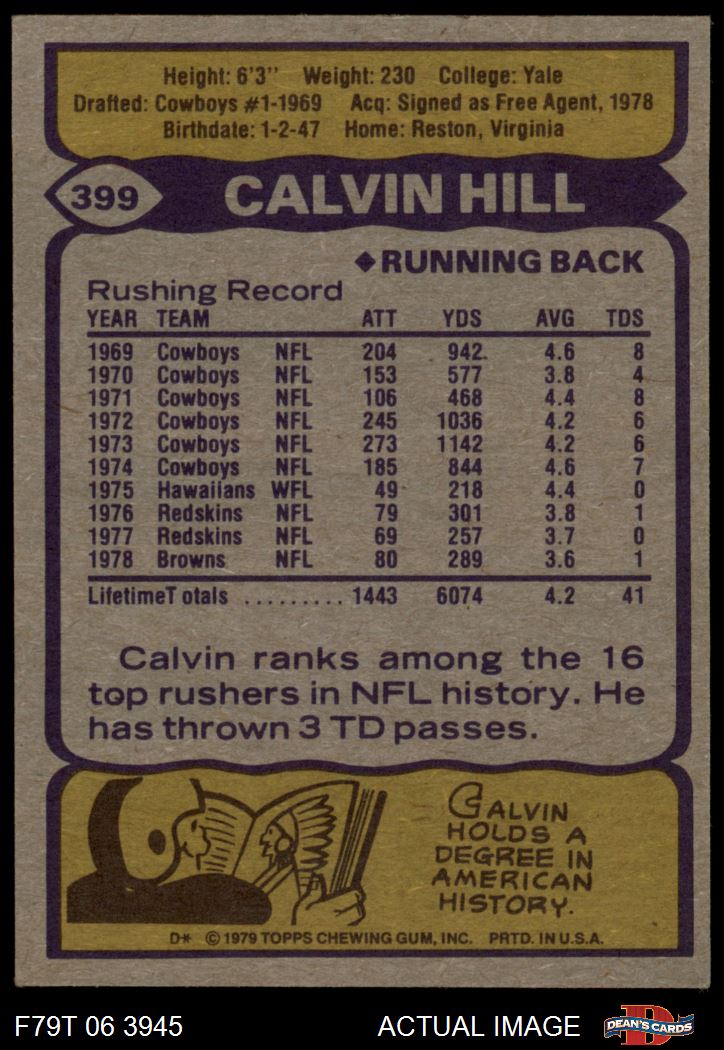 Height: 6'3'' Weight: 230 College: Yale
Drafted: Cowboys #1-1969 Acq: Signed as Free Agent, 1978
Birthdate: 1-2-47 Home: Reston, Virginia
399 CALVIN HILL
◆RUNNING BACK
Rushing Record
YEAR TEAM ATT YDS AVG TDS
1969 Cowboys NFL 204 942 4.6 8
1970 Cowboys NFL 153 577 3.8 4
1971 Cowboys NFL 106 468 4.4 8
1972 Cowboys NFL 245 1036 4.2 6
1973 Cowboys NFL 273 1142 4.2 6
1974 Cowboys NFL 185 844 4.6 7
1975 Hawaiians WFL 49 218 4.4 0
1976 Redskins NFL 79 301 3.8 1
1977 Redskins NFL 69 257 3.7 0
1978 Browns NFL 80 289 3.6 1
LifetimeT otals .......... 1443 6074 4.2 41
Calvin ranks among the 16
top rushers in NFL history. He
has thrown 3 TD passes.
CALVIN
HOLDS A
DEGREE IN
AMERICAN
HISTORY.
D* © 1979 TOPPS CHEWING GUM, INC. PRTD. IN U.S.A.
F79T 06 3945 ACTUAL IMAGE DEAN'S CARDS